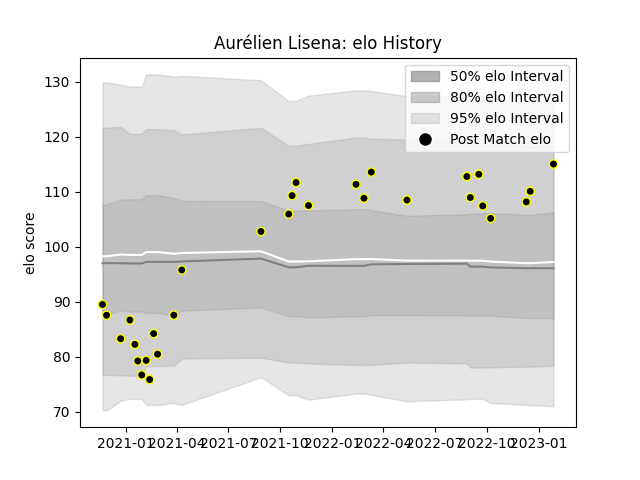 Aurélien Lisena: elo History
50% elo Interval
80% elo Interval
95% elo Interval
Post Match elo
elo score
130
120
110
100
90
80
70
2021-01 2021-04 2021-07 2021-10 2022-01 2022-04 2022-07 2022-10 2023-01